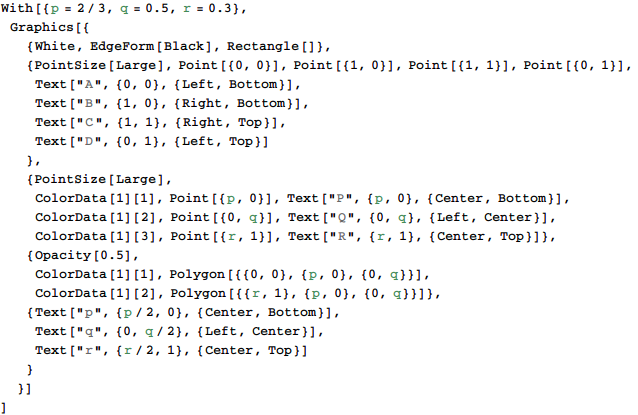 With[{p = 2 / 3, q = 0.5, r = 0.3},
Graphics[{
{White, EdgeForm[Black], Rectangle[]},
{PointSize[Large], Point[{0, 0}], Point[{1, 0}], Point[{1, 1}], Point[{0, 1}],
Text["A", {0, 0}, {Left, Bottom}],
Text["B", {1, 0}, {Right, Bottom}],
Text["C", {1, 1}, {Right, Top}],
Text["D", {0, 1}, {Left, Top}]
},
{PointSize[Large],
ColorData[1][1], Point[{p, 0}], Text["P", {p, 0}, {Center, Bottom}],
ColorData[1][2], Point[{0, q}], Text["Q", {0, q}, {Left, Center}],
ColorData[1][3], Point[{r, 1}], Text["R", {r, 1}, {Center, Top}]},
{Opacity[0.5],
ColorData[1][1], Polygon[{{0, 0}, {p, 0}, {0, q}}],
ColorData[1][2], Polygon[{{r, 1}, {p, 0}, {0, q}}]},
{Text["p", {p / 2, 0}, {Center, Bottom}],
Text["q", {0, q / 2}, {Left, Center}],
Text["r", {r / 2, 1}, {Center, Top}]
}
}]
]